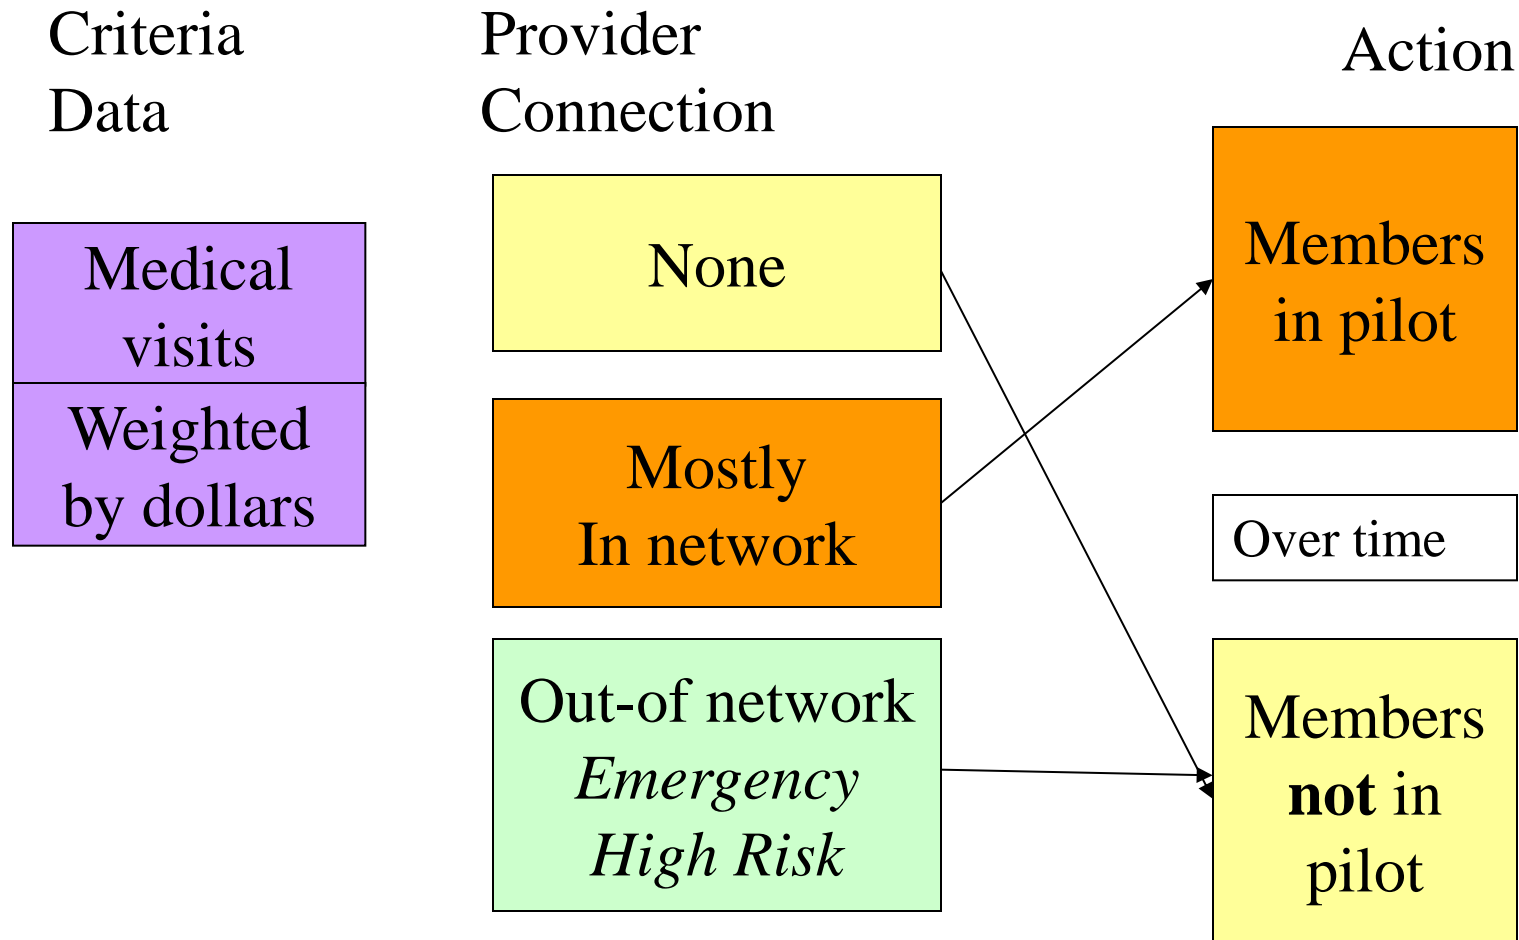 Criteria
Data
Provider
Connection
Action
Medical
visits
Weighted
by dollars
None
Mostly
In network
Out-of network
Emergency
High Risk
Members
in pilot
Over time
Members
not in
pilot